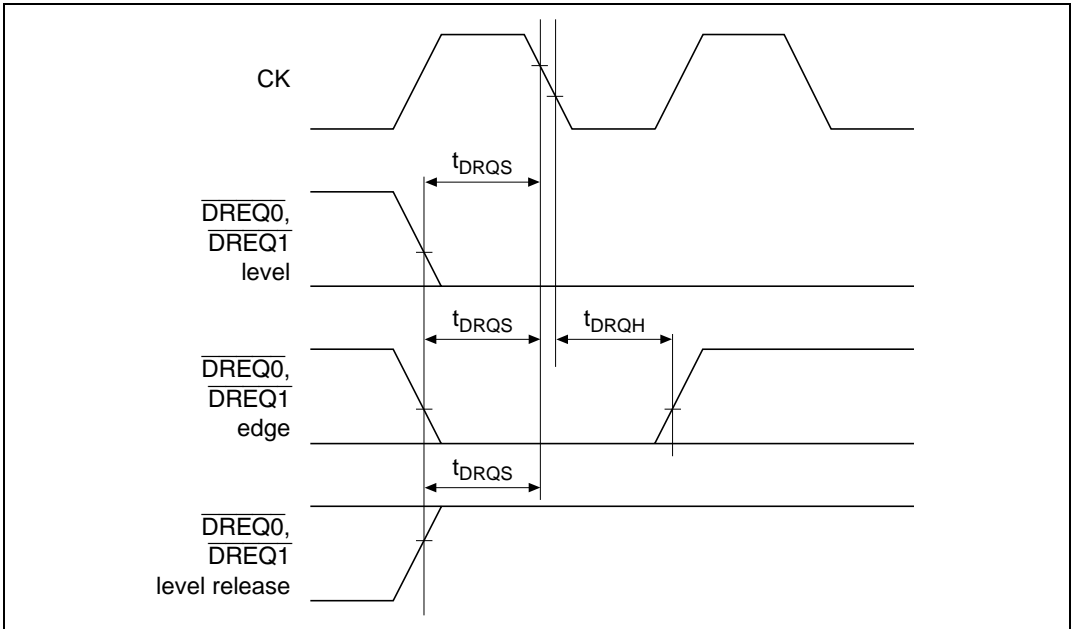 CK
tDRQS
DREQ0,
DREQ1
level
tDRQS
tDRQH
DREQ0,
DREQ1
edge
tDRQS
DREQ0,
DREQ1
level release